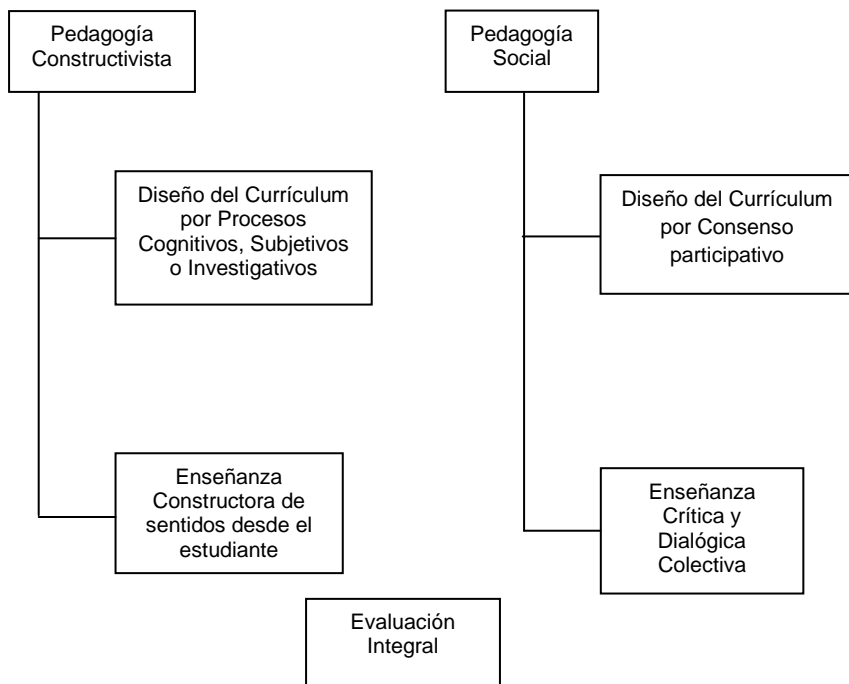 Pedagogía
Constructivista
Pedagogía
Social
Diseño del Currículum
por Procesos
Cognitivos, Subjetivos
o Investigativos
Diseño del Currículum
por Consenso
participativo
Enseñanza
Constructora de
sentidos desde el
estudiante
Enseñanza
Crítica y
Dialógica
Colectiva
Evaluación
Integral